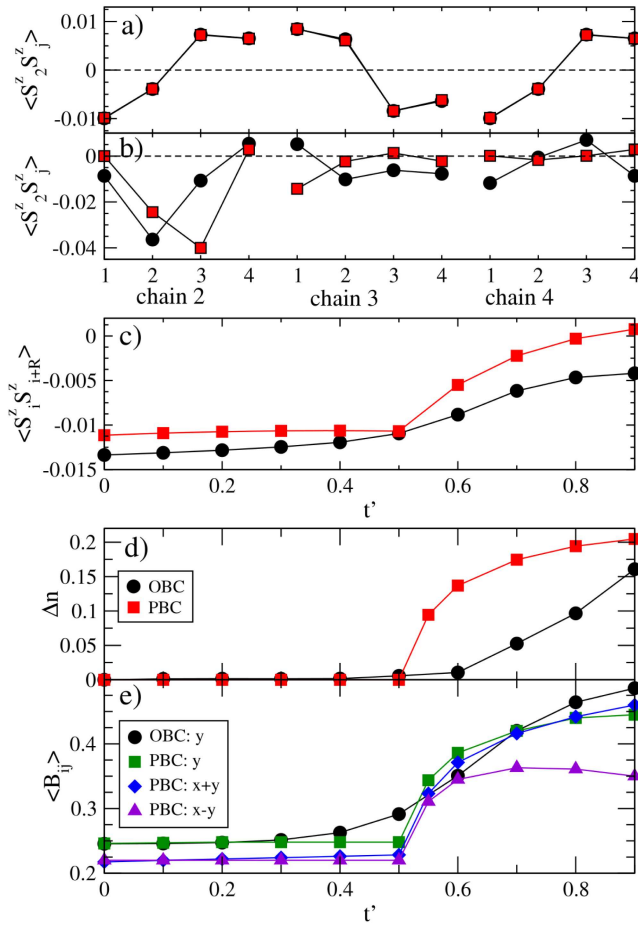 a)
<S^z_2 S^z_j>
0.01
0
-0.01
b)
<S^z_2 S^z_j>
0
-0.02
-0.04
1 2 3 4 1 2 3 4 1 2 3 4
chain 2 chain 3 chain 4
c)
<S^z_i S^z_{i+R}>
0
-0.005
-0.01
-0.015
0 0.2 0.4 0.6 0.8
t'
d)
Δn
0.2
0.15
0.1
0.05
0
OBC
PBC
e)
<B_ij>
0.4
0.3
0.2
OBC: y
PBC: y
PBC: x+y
PBC: x-y
0 0.2 0.4 0.6 0.8
t'